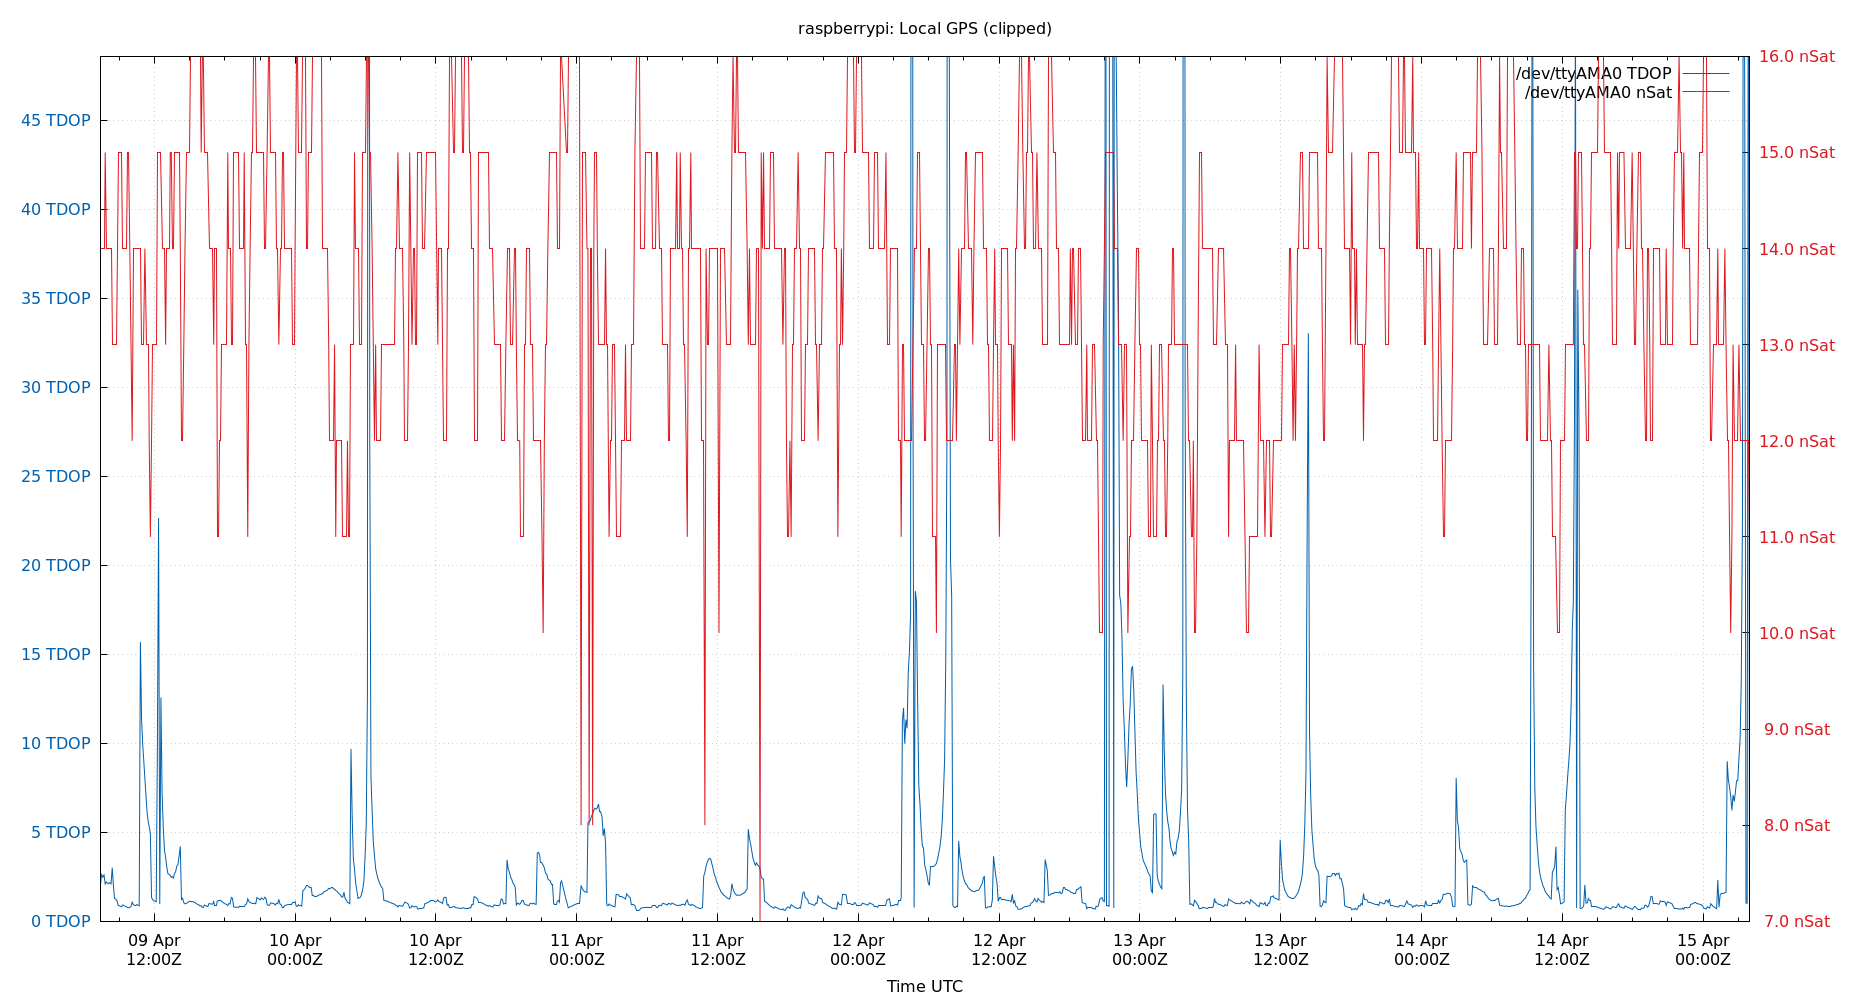 raspberrypi: Local GPS (clipped)
/dev/ttyAMA0 TDOP
/dev/ttyAMA0 nSat
45 TDOP
40 TDOP
35 TDOP
30 TDOP
25 TDOP
20 TDOP
15 TDOP
10 TDOP
5 TDOP
0 TDOP
16.0 nSat
15.0 nSat
14.0 nSat
13.0 nSat
12.0 nSat
11.0 nSat
10.0 nSat
9.0 nSat
8.0 nSat
7.0 nSat
09 Apr
12:00Z
10 Apr
00:00Z
10 Apr
12:00Z
11 Apr
00:00Z
11 Apr
12:00Z
12 Apr
00:00Z
12 Apr
12:00Z
13 Apr
00:00Z
13 Apr
12:00Z
14 Apr
00:00Z
14 Apr
12:00Z
15 Apr
00:00Z
Time UTC